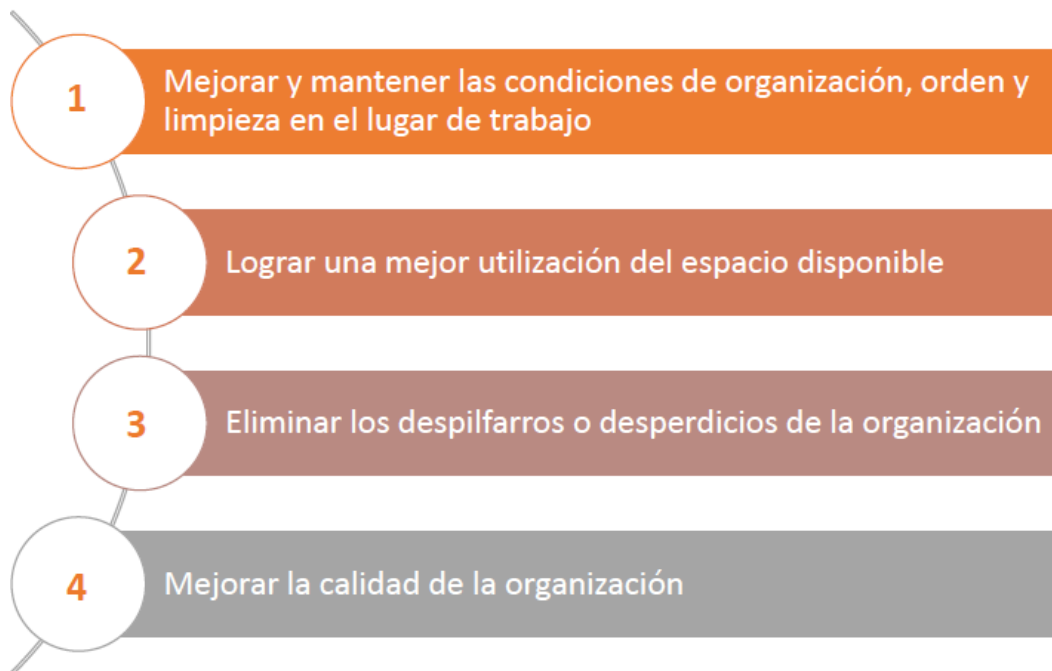 1
Mejorar y mantener las condiciones de organización, orden y
limpieza en el lugar de trabajo
2
Lograr una mejor utilización del espacio disponible
3
Eliminar los despilfarros o desperdicios de la organización
4
Mejorar la calidad de la organización